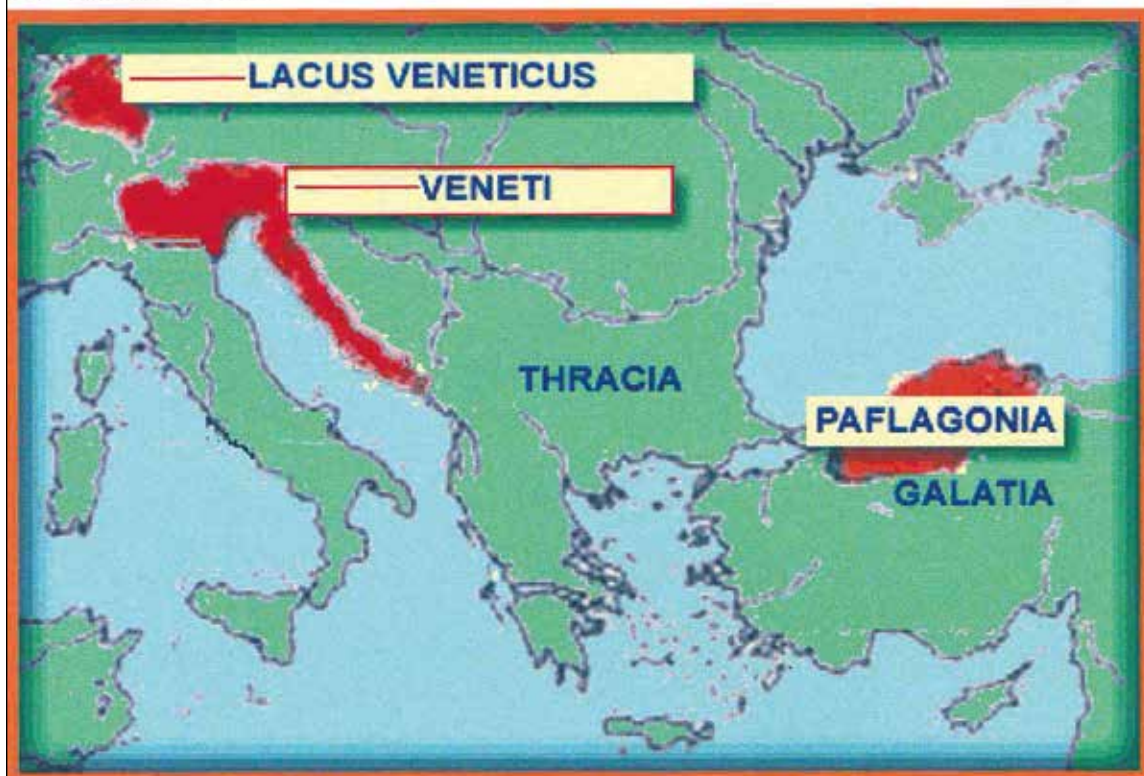 LACUS VENETICUS
VENETI
THRACIA
PAFLAGONIA
GALATIA